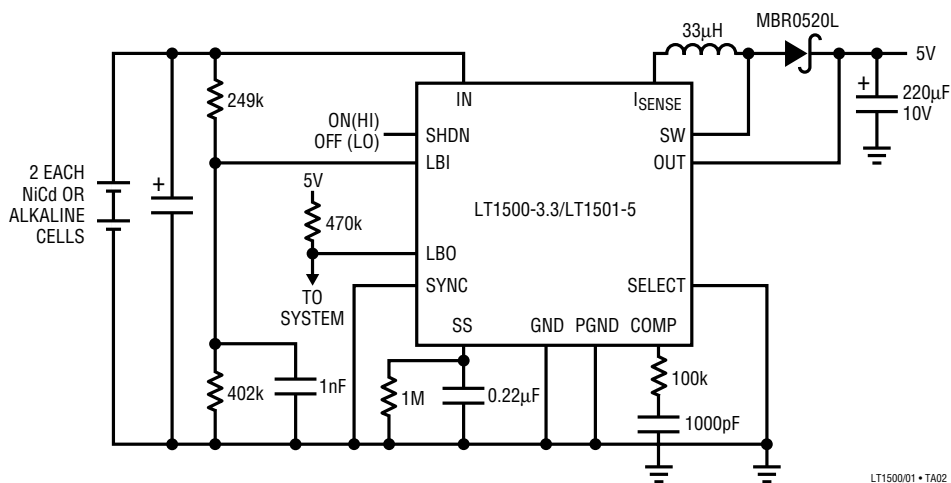 33µH
MBR0520L
5V
220µF
10V
+
249k
IN
I_SENSE
ON(HI)
OFF (LO)
SHDN
SW
LBI
OUT
2 EACH
NiCd OR
ALKALINE
CELLS
+
5V
470k
LT1500-3.3/LT1501-5
LBO
SYNC
SELECT
TO
SYSTEM
SS
GND
PGND
COMP
402k
1nF
1M
0.22µF
100k
1000pF
LT1500/01 • TA02